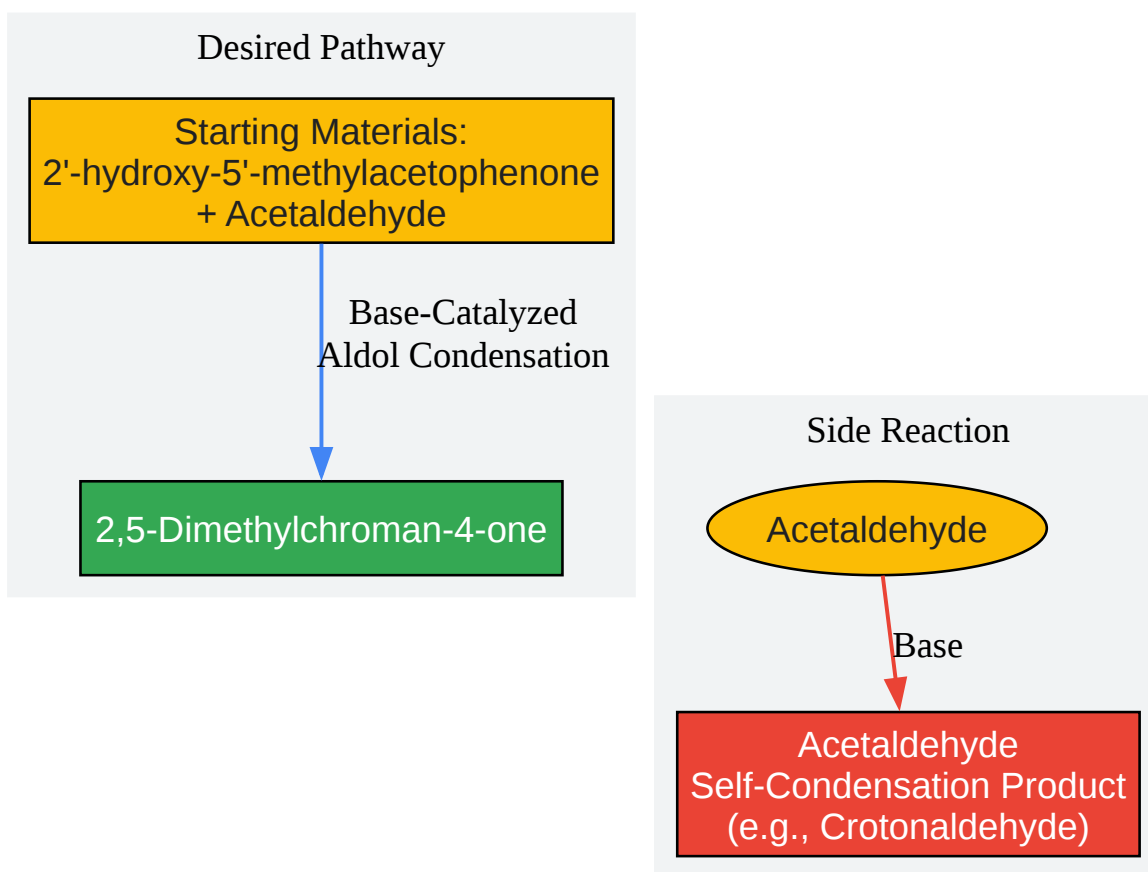 Desired Pathway
Starting Materials:
2'-hydroxy-5'-methylacetophenone
+ Acetaldehyde
Base-Catalyzed
Aldol Condensation
2,5-Dimethylchroman-4-one
Side Reaction
Acetaldehyde
Base
Acetaldehyde
Self-Condensation Product
(e.g., Crotonaldehyde)